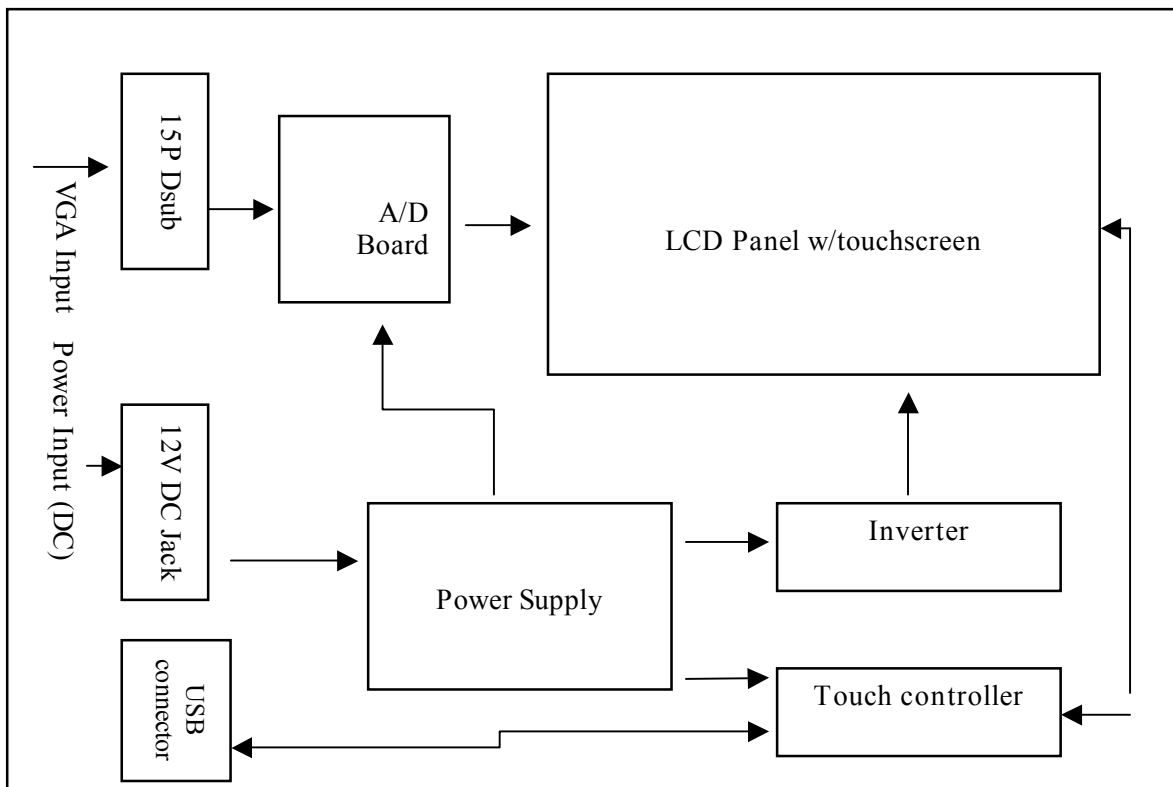 VGA Input
15P Dsub
A/D
Board
LCD Panel w/touchscreen
Power Input (DC)
12V DC Jack
Power Supply
Inverter
USB
connector
Touch controller